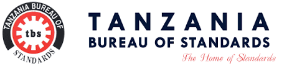 TANZANIA BUREAU OF
tbs
STANDARDS
TANZANIA
BUREAU OF STANDARDS
The Home of Standards